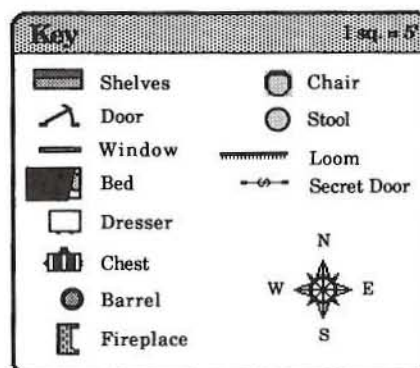 Key 1 sq. = 5'
Shelves
Door
Window
Bed
Dresser
Chest
Barrel
Fireplace
Chair
Stool
Loom
S Secret Door
N
W E
S